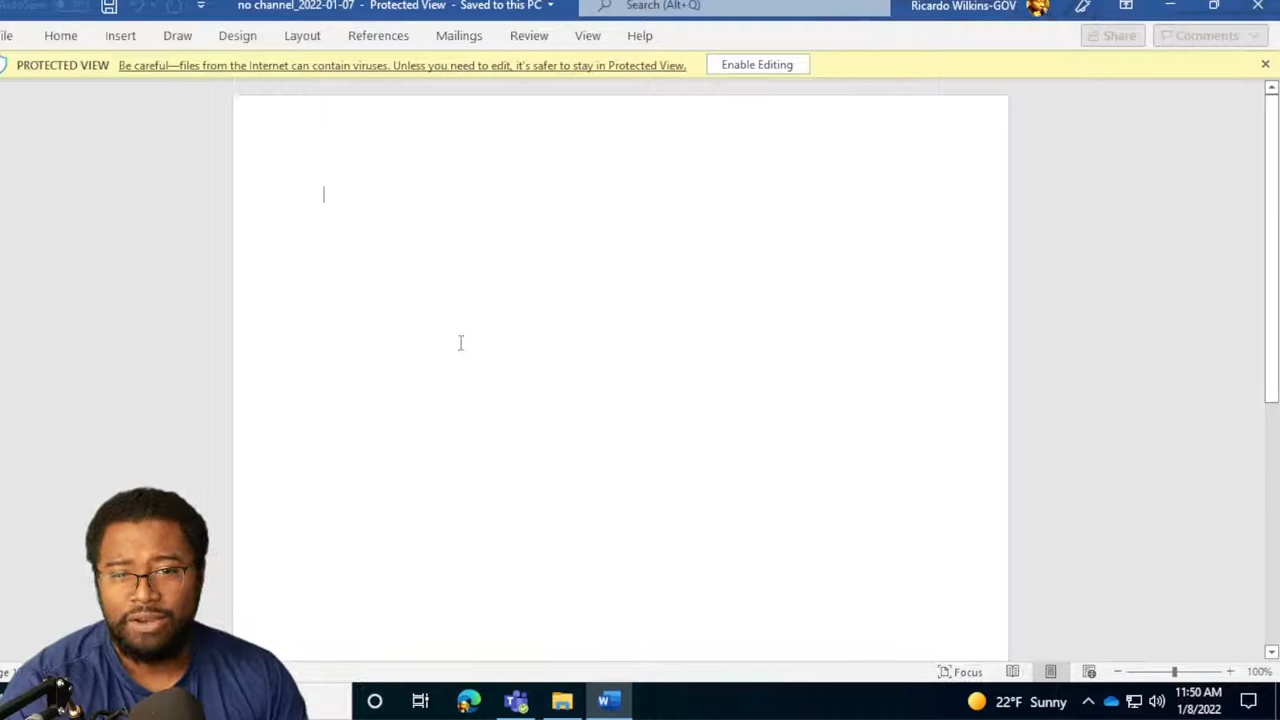 no channel_2022-01-07 - Protected View • Saved to this PC
Search (Alt+Q)
Ricardo Wilkins-GOV
Home Insert Draw Design Layout References Mailings Review View Help
Share Comments
PROTECTED VIEW Be careful—files from the Internet can contain viruses. Unless you need to edit, it's safer to stay in Protected View. Enable Editing
Focus 100%
22°F Sunny
11:50 AM
1/8/2022